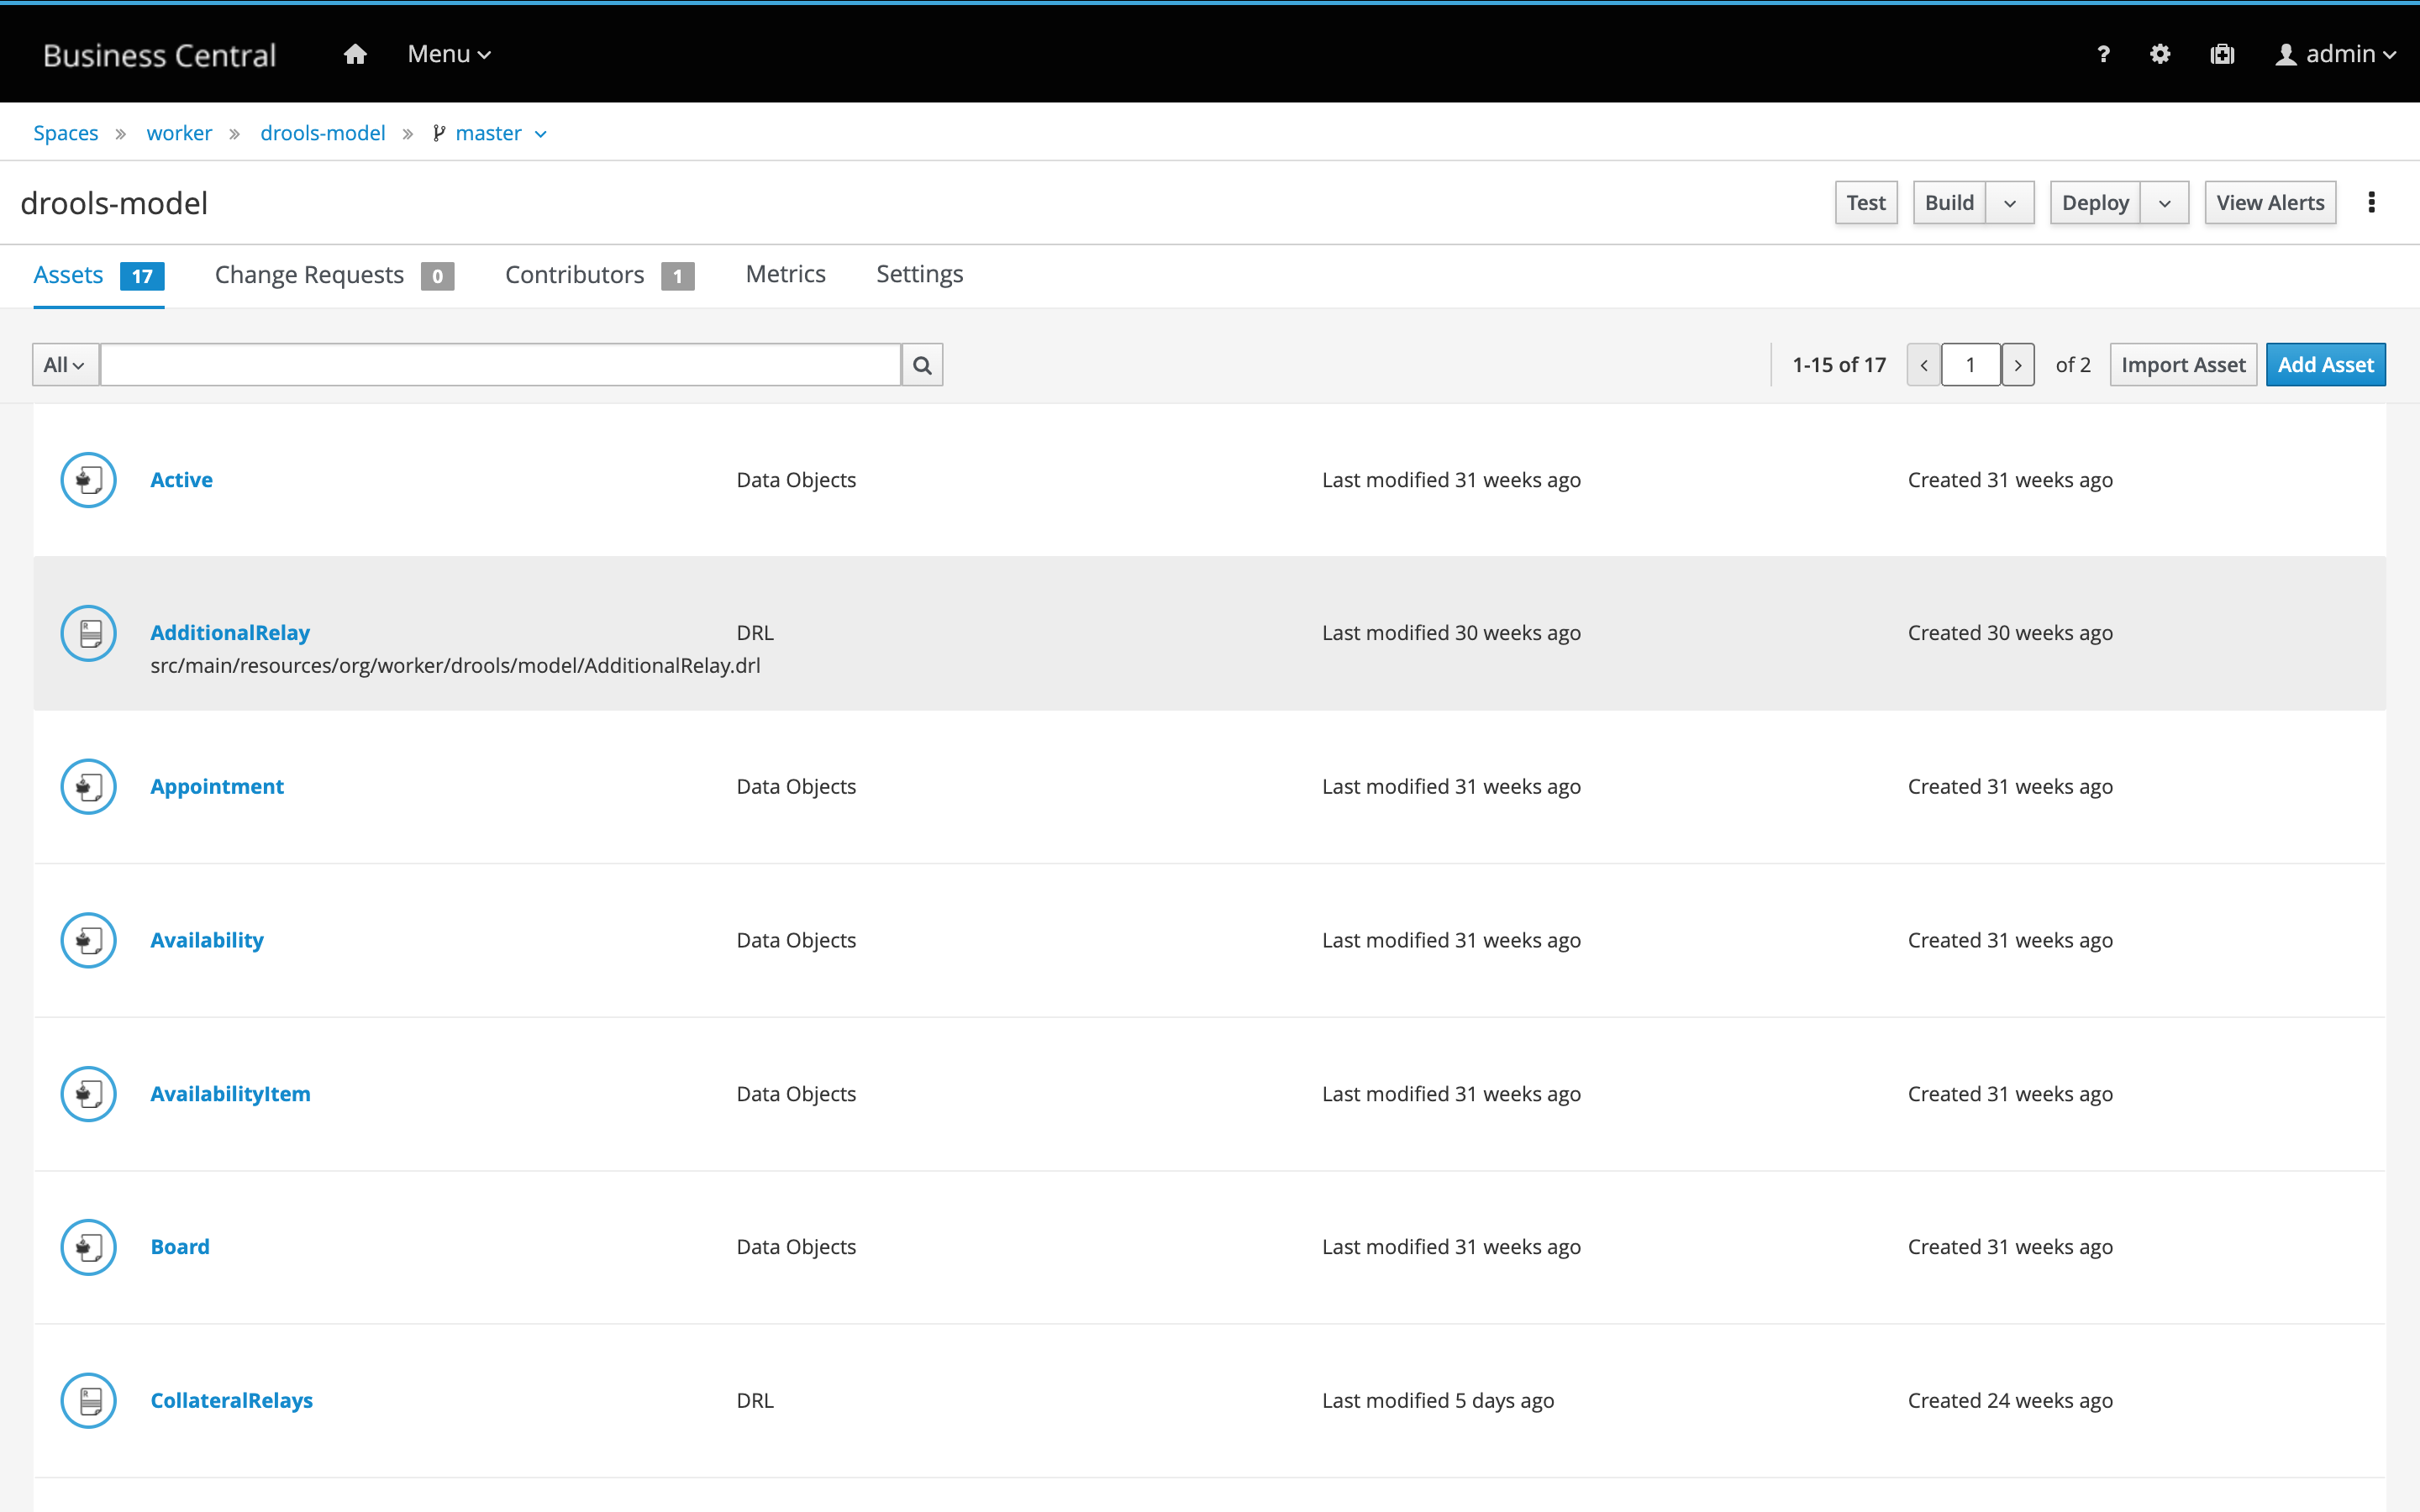 Business Central Menu ? admin
Spaces » worker » drools-model » master
drools-model Test Build Deploy View Alerts
Assets 17 Change Requests 0 Contributors 1 Metrics Settings
All 1-15 of 17 1 of 2 Import Asset Add Asset
Active Data Objects Last modified 31 weeks ago Created 31 weeks ago
AdditionalRelay DRL Last modified 30 weeks ago Created 30 weeks ago
src/main/resources/org/worker/drools/model/AdditionalRelay.drl
Appointment Data Objects Last modified 31 weeks ago Created 31 weeks ago
Availability Data Objects Last modified 31 weeks ago Created 31 weeks ago
AvailabilityItem Data Objects Last modified 31 weeks ago Created 31 weeks ago
Board Data Objects Last modified 31 weeks ago Created 31 weeks ago
CollateralRelays DRL Last modified 5 days ago Created 24 weeks ago